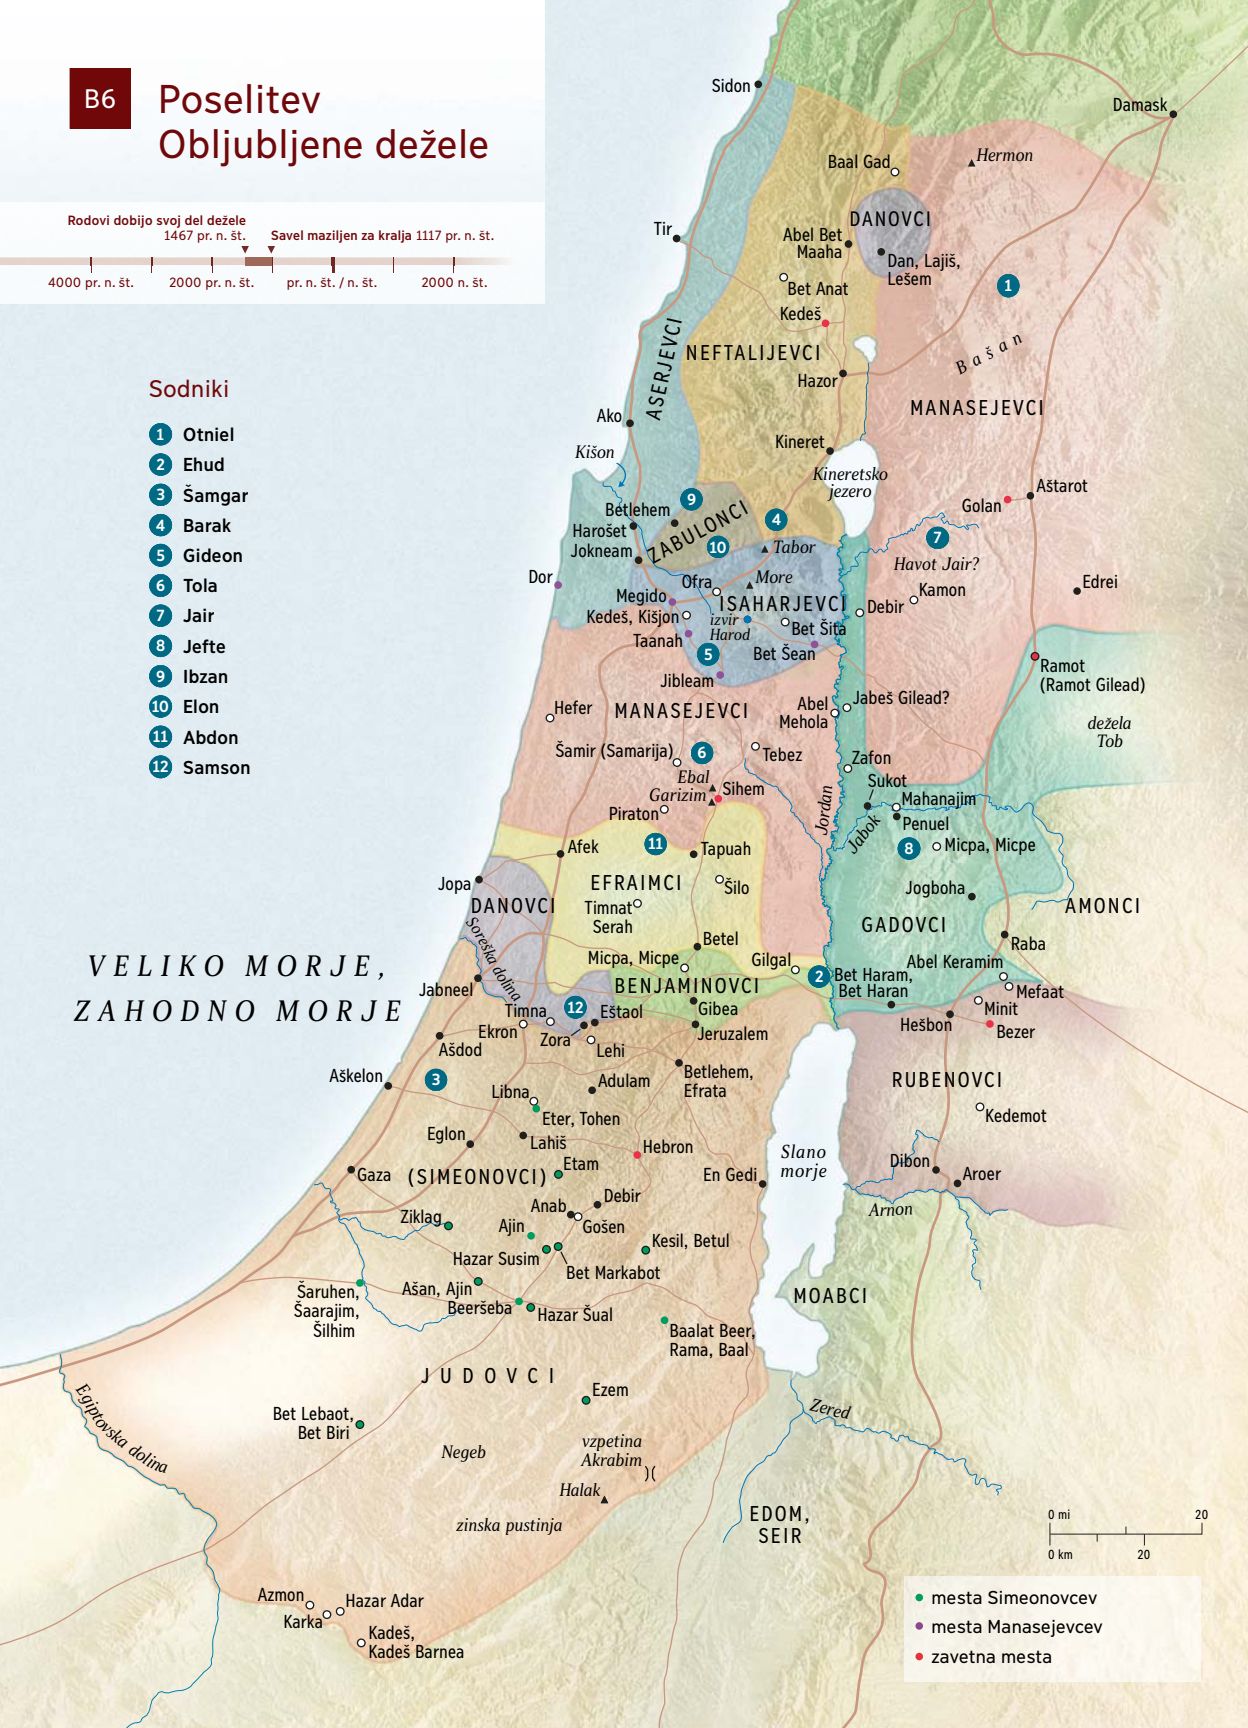 B6
Poselitev
Obljubljene dežele
Rodovi dobijo svoj del dežele
1467 pr. n. št.
Savel maziljen za kralja 1117 pr. n. št.
4000 pr. n. št.
2000 pr. n. št.
pr. n. št. / n. št.
2000 n. št.
Sodniki
1 Otniel
2 Ehud
3 Šamgar
4 Barak
5 Gideon
6 Tola
7 Jair
8 Jefte
9 Ibzan
10 Elon
11 Abdon
12 Samson
VELIKO MORJE,
ZAHODNO MORJE
Sidon
Damask
Hermon
Baal Gad
DANOVCI
Tir
Abel Bet
Maaha
Dan, Lajiš,
Lešem
Bet Anat
1
Kedeš
ASERJEVCI
NEFTALIJEVCI
Bašan
Hazor
MANASEJEVCI
Ako
Kišon
Kineret
Kineretsko
jezero
Aštarot
Golan
9
Betlehem
ZABULONCI
4
Harošet
Jokneam
10
Tabor
7
Havot Jair?
Dor
Ofra
More
Kamon
Edrei
Megido
ISAHARJEVCI
Debir
Kedeš, Kišjon
izvir
Harod
Bet Šita
Taanah
5
Bet Šean
Ramot
(Ramot Gilead)
Jibleam
Hefer
MANASEJEVCI
Abel
Mehola
Jabeš Gilead?
dežela
Tob
Šamir (Samarija)
6
Tebez
Zafon
Ebal
Garizim
Sihem
Sukot
Jordan
Mahanajim
Piraton
Penuel
Jabok
8
Micpa, Micpe
11
Afek
Tapuah
Jopa
EFRAIMCI
Šilo
Jogboha
DANOVCI
Timnat
Serah
AMONCI
GADOVCI
Soreška dolina
Betel
Raba
Micpa, Micpe
Gilgal
2
Bet Haram,
Bet Haran
Abel Keramim
Jabneel
BENJAMINOVCI
Mefaat
Timna
12
Eštaol
Gibea
Minit
Ekron
Zora
Jeruzalem
Hešbon
Bezer
Ašdod
Lehi
Aškelon
3
Adulam
Betlehem,
Efrata
RUBENOVCI
Libna
Eter, Tohen
Kedemot
Eglon
Lahiš
Hebron
Slano
morje
Gaza
(SIMEONOVCI)
Etam
En Gedi
Dibon
Aroer
Debir
Anab
Gošen
Arnon
Ziklag
Ajin
Kesil, Betul
Hazar Susim
Bet Markabot
Šaruhen,
Šaarajim,
Šilhim
Ašan, Ajin
Beeršeba
Hazar Šual
MOABCI
Baalat Beer,
Rama, Baal
JUDOVCI
Ezem
Egiptovska dolina
Bet Lebaot,
Bet Biri
Zered
Negeb
vzpetina
Akrabim
Halak
zinska pustinja
EDOM,
SEIR
Azmon
Hazar Adar
Karka
Kadeš,
Kadeš Barnea
0 mi
20
0 km
20
mesta Simeonovcev
mesta Manasejevcev
zavetna mesta